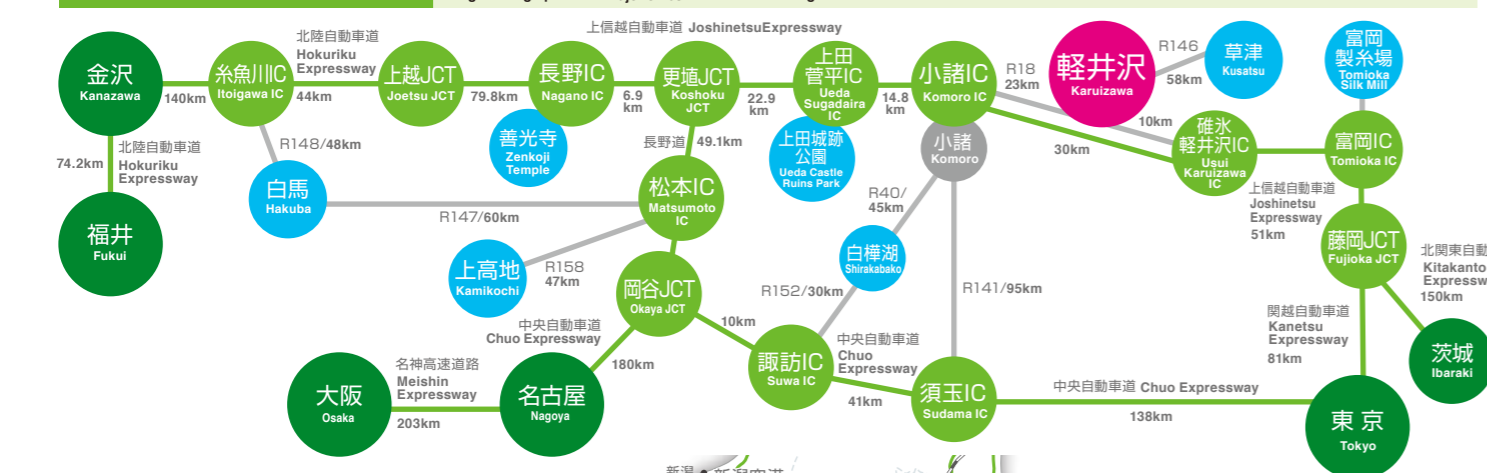 上信越自動車道 JoshinetsuExpressway
金沢
Kanazawa
140km
糸魚川IC
Itoigawa IC
北陸自動車道
Hokuriku
Expressway
44km
上越JCT
Joetsu JCT
79.8km
長野IC
Nagano IC
6.9
km
更埴JCT
Koshoku
JCT
22.9
km
上田
菅平IC
Ueda
Sugadaira
IC
14.8
km
小諸IC
Komoro IC
R18
23km
軽井沢
Karuizawa
R146
58km
草津
Kusatsu
富岡
製糸場
Tomioka
Silk Mill
10km
30km
碓氷
軽井沢IC
Usui
Karuizawa
IC
富岡IC
Tomioka IC
善光寺
Zenkoji
Temple
上田城跡
公園
Ueda Castle
Ruins Park
小諸
Komoro
長野道 49.1km
R148/48km
74.2km
北陸自動車道
Hokuriku
Expressway
白馬
Hakuba
R147/60km
松本IC
Matsumoto
IC
R40/
45km
上信越自動車道
Joshinetsu
Expressway
51km
福井
Fukui
上高地
Kamikochi
R158
47km
岡谷JCT
Okaya JCT
白樺湖
Shirakabako
R152/30km
R141/95km
藤岡JCT
Fujioka JCT
北関東自動
Kitakanto
Expressw
150km
中央自動車道
Chuo Expressway
180km
10km
関越自動車道
Kanetsu
Expressway
81km
茨城
Ibaraki
大阪
Osaka
名神高速道路
Meishin
Expressway
203km
名古屋
Nagoya
諏訪IC
Suwa IC
中央自動車道
Chuo
Expressway
41km
須玉IC
Sudama IC
中央自動車道 Chuo Expressway
138km
東京
Tokyo